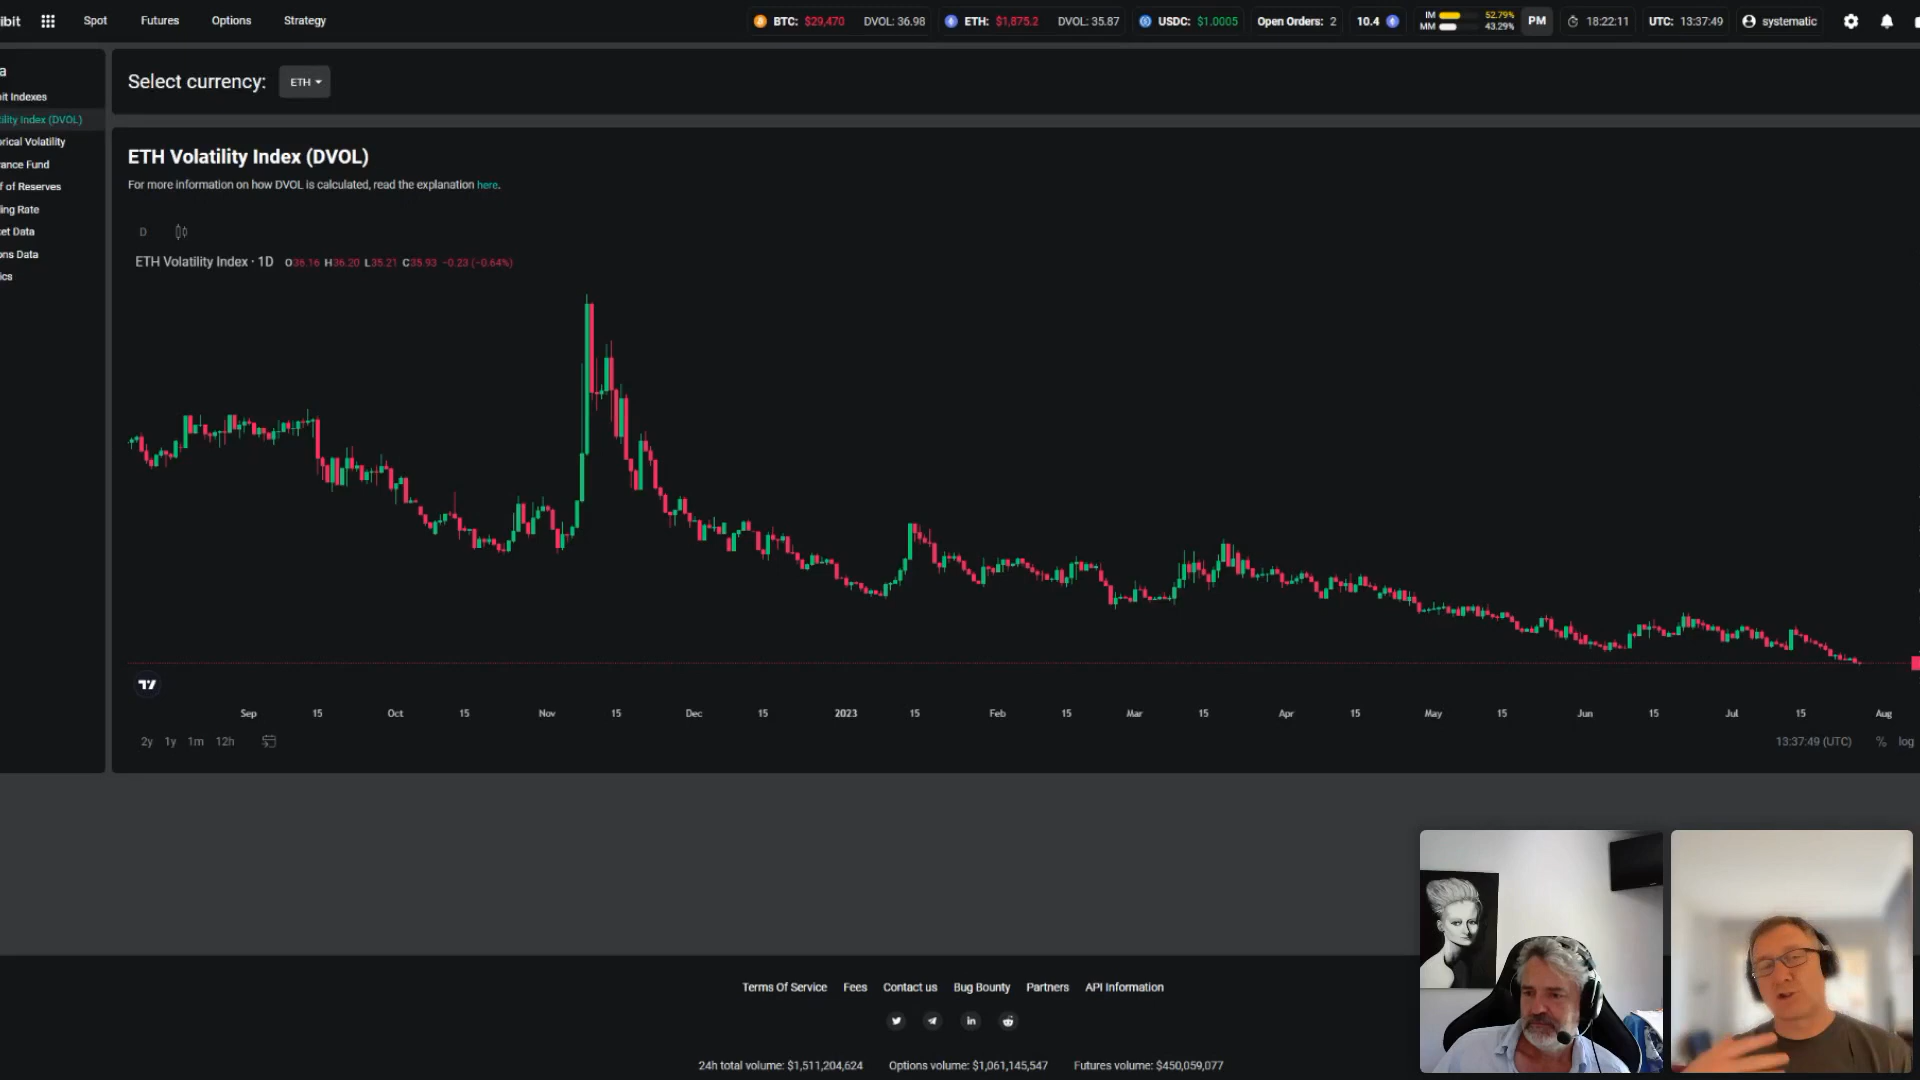 ibit Spot Futures Options Strategy BTC: $29,470 DVOL: 36.98 ETH: $1,875.2 DVOL: 35.87 USDC: $1.0005 Open Orders: 2 10.4 IM 52.79% MM 43.29% PM 18:22:11 UTC: 13:37:49 systematic
a
it Indexes
tility Index (DVOL)
orical Volatility
rance Fund
f of Reserves
ing Rate
ket Data
ons Data
ics
Select currency: ETH
ETH Volatility Index (DVOL)
For more information on how DVOL is calculated, read the explanation here.
D
ETH Volatility Index · 1D O36.16 H36.20 L35.21 C35.93 −0.23 (−0.64%)
Sep 15 Oct 15 Nov 15 Dec 15 2023 15 Feb 15 Mar 15 Apr 15 May 15 Jun 15 Jul 15 Aug
2y 1y 1m 12h 13:37:49 (UTC) % log
Terms Of Service Fees Contact us Bug Bounty Partners API Information
24h total volume: $1,511,204,624 Options volume: $1,061,145,547 Futures volume: $450,059,077